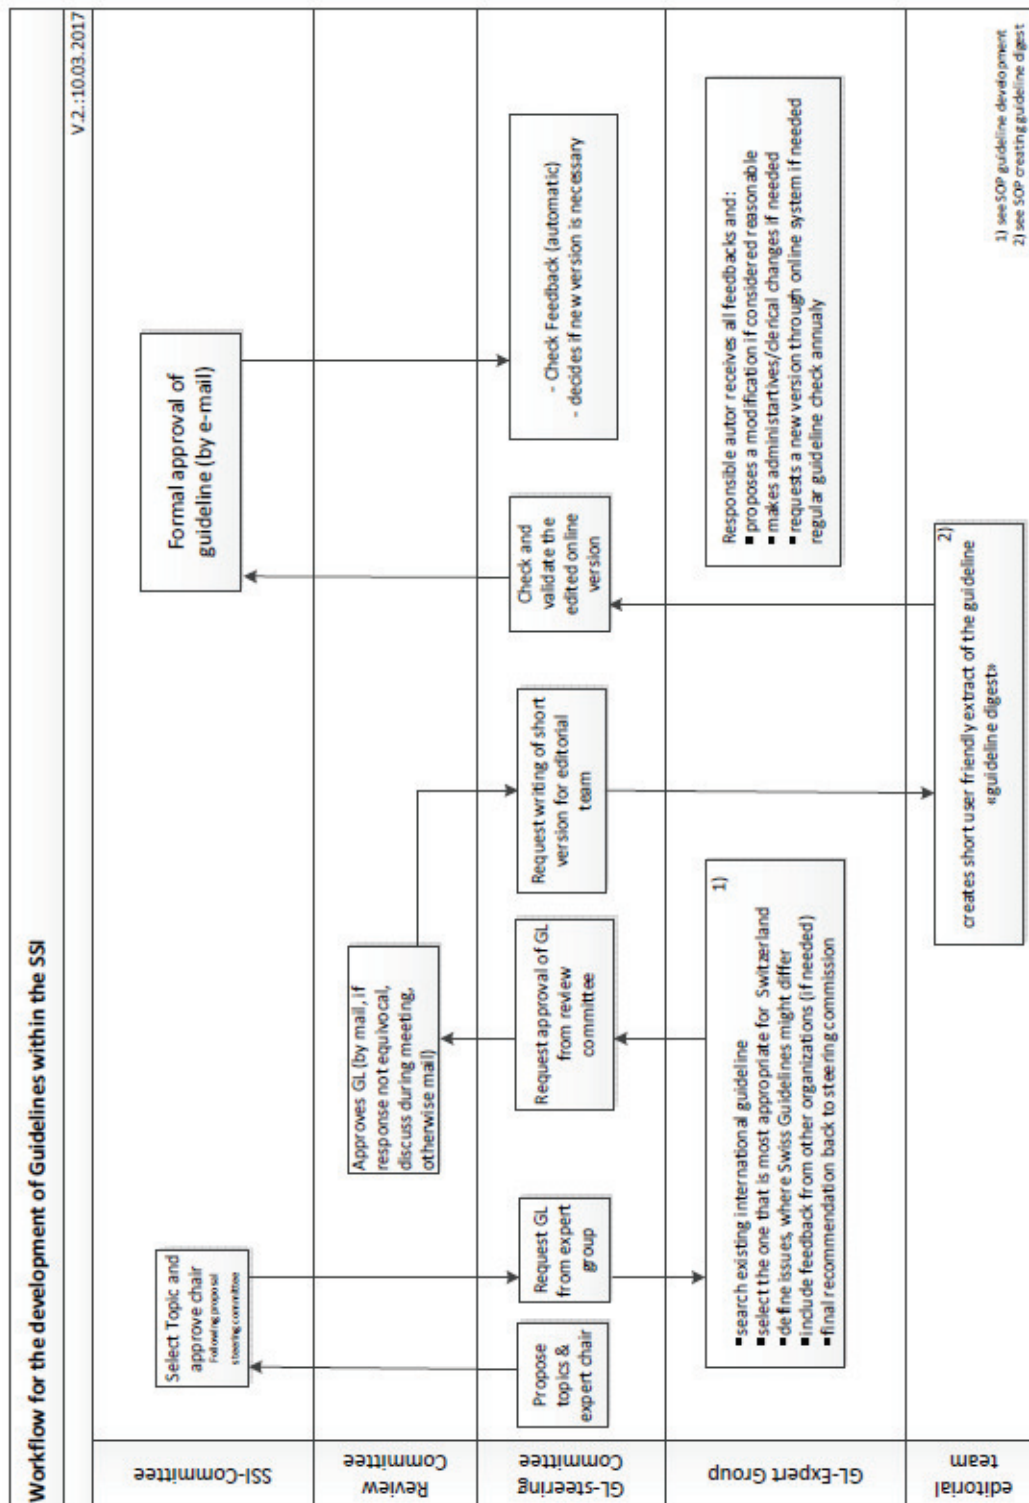 Workflow for the development of Guidelines within the SSI
V.2.:10.03.2017
SSI-Committee
Select Topic and
approve chair
Following proposal
steering committee
Formal approval of
guideline (by e-mail)
Review
Committee
Approves GL (by mail, if
response not equivocal,
discuss during meeting,
otherwise mail)
GL-steering
Committee
Propose
topics &
expert chair
Request GL
from expert
group
Request approval of GL
from review
committee
Request writing of short
version for editorial
team
Check and
validate the
edited online
version
- Check Feedback (automatic)
- decides if new version is necessary
GL-Expert Group
1)
▪search existing international guideline
▪select the one that is most appropriate for Switzerland
▪define issues, where Swiss Guidelines might differ
▪include feedback from other organizations (if needed)
▪final recommendation back to steering commission
Responsible autor receives all feedbacks and:
▪proposes a modification if considered reasonable
▪makes administartives/clerical changes if needed
▪requests a new version through online system if needed
regular guideline check annualy
editorial
team
2)
creates short user friendly extract of the guideline
«guideline digest»
1) see SOP guideline development
2) see SOP creating guideline digest